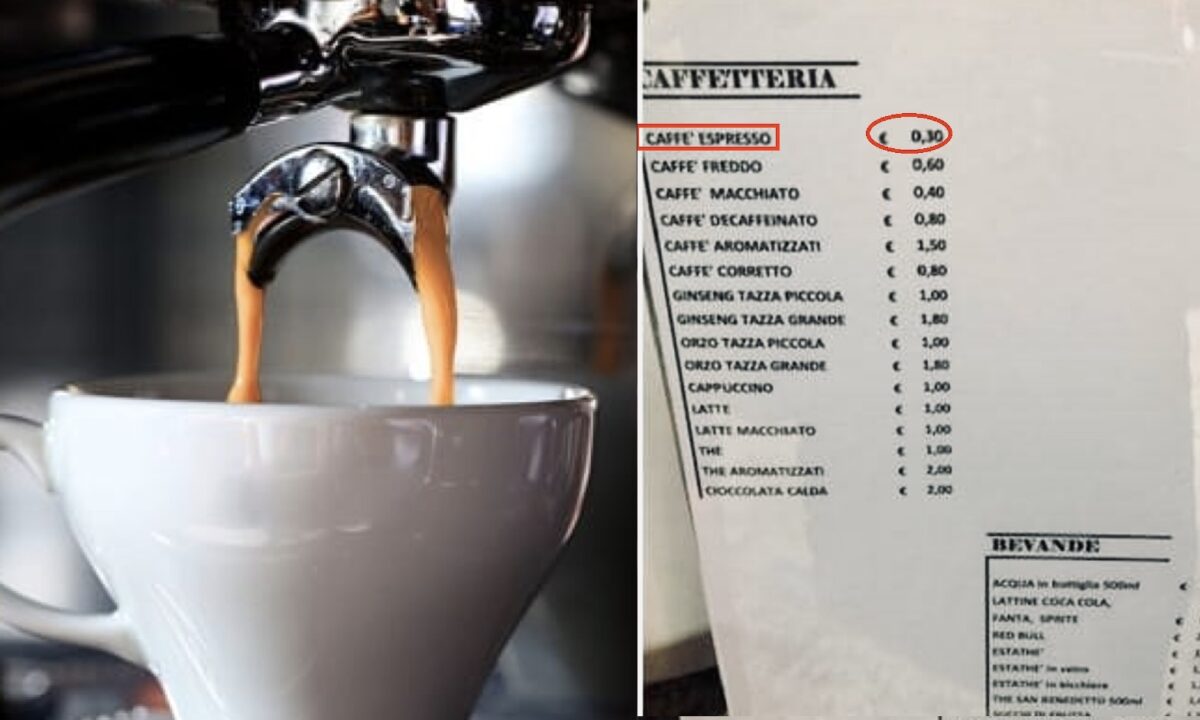 CAFFETTERIA
CAFFE' ESPRESSO € 0,30
CAFFE' FREDDO € 0,60
CAFFE' MACCHIATO € 0,40
CAFFE' DECAFFEINATO € 0,80
CAFFE' AROMATIZZATI € 1,50
CAFFE' CORRETTO € 0,80
GINSENG TAZZA PICCOLA € 1,00
GINSENG TAZZA GRANDE € 1,80
ORZO TAZZA PICCOLA € 1,00
ORZO TAZZA GRANDE € 1,80
CAPPUCCINO € 1,00
LATTE € 1,00
LATTE MACCHIATO € 1,00
THE € 1,00
THE AROMATIZZATI € 2,00
CIOCCOLATA CALDA € 2,00
BEVANDE
ACQUA in bottiglia 500ml €
LATTINE COCA COLA,
FANTA, SPRITE €
RED BULL €
ESTATHE' €
ESTATHE' in vetro €
ESTATHE' in bicchiere €
THE SAN BENEDETTO 500ml €
SUCCHI DI FRUTTA